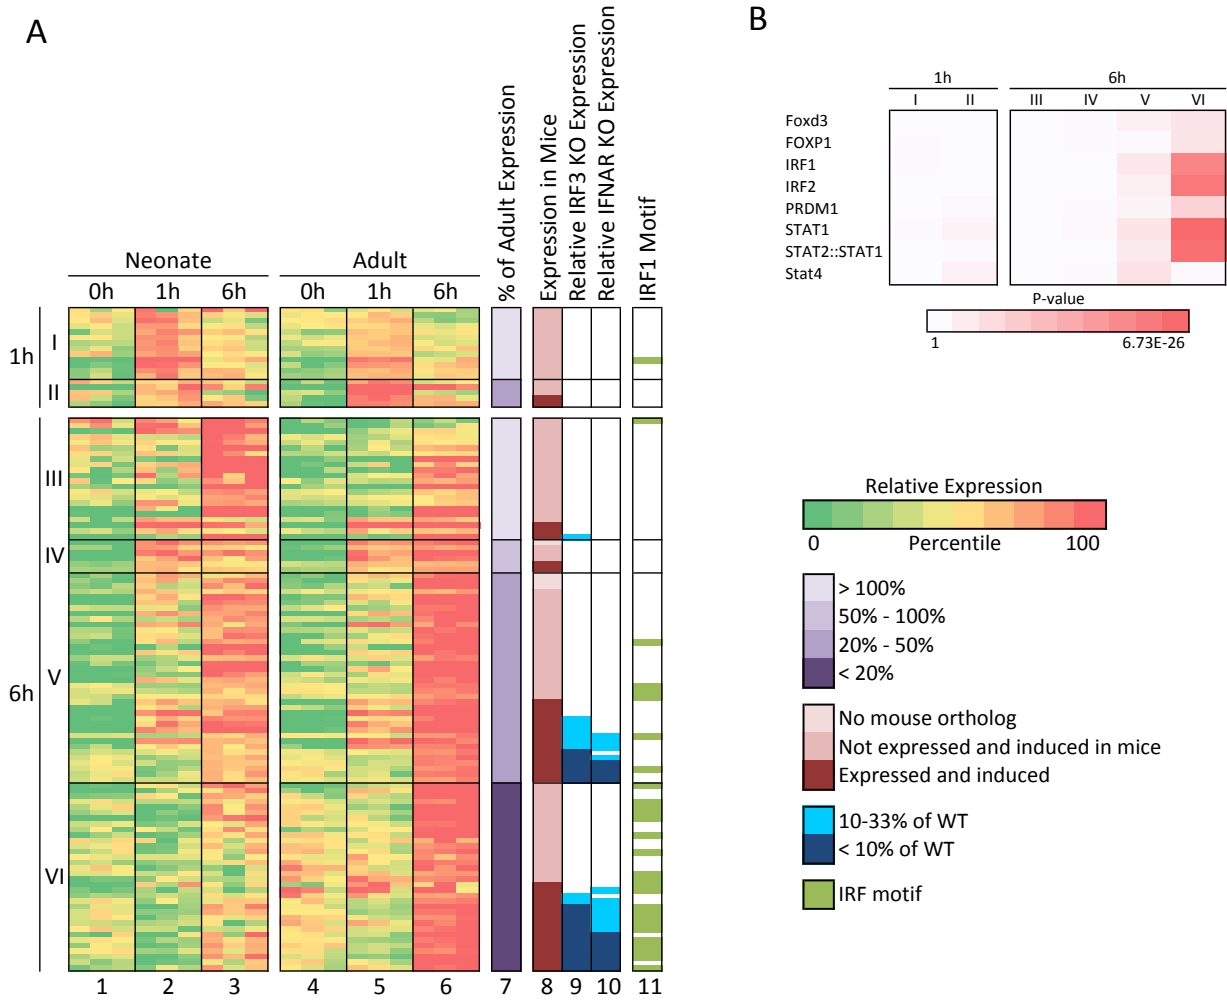 A
% of Adult Expression
Expression in Mice
Relative IRF3 KO Expression
Relative IFNAR KO Expression
IRF1 Motif
Neonate
Adult
0h 1h 6h 0h 1h 6h
1h
I
II
III
IV
6h
V
VI
1 2 3 4 5 6 7 8 9 10 11
B
1h 6h
I II III IV V VI
Foxd3
FOXP1
IRF1
IRF2
PRDM1
STAT1
STAT2::STAT1
Stat4
P-value
1 6.73E-26
Relative Expression
0 Percentile 100
> 100%
50% - 100%
20% - 50%
< 20%
No mouse ortholog
Not expressed and induced in mice
Expressed and induced
10-33% of WT
< 10% of WT
IRF motif